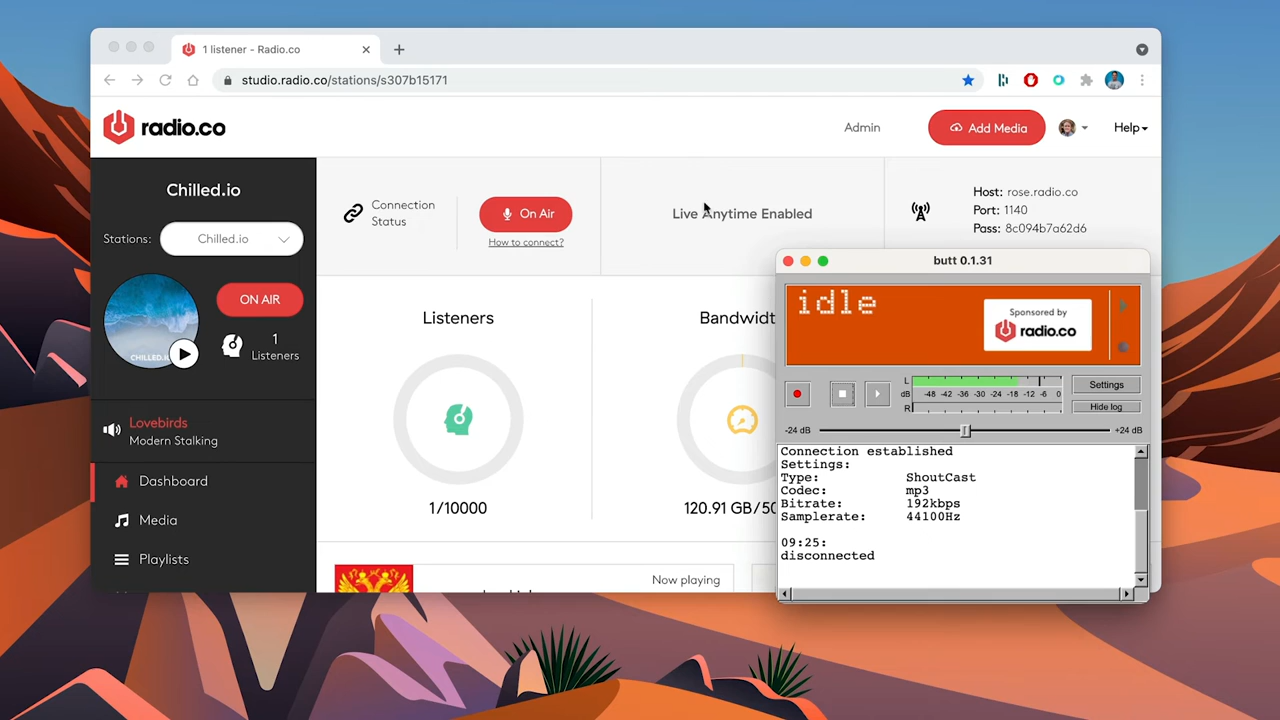 1 listener - Radio.co
studio.radio.co/stations/s307b15171
radio.co
Admin
Add Media
Help
Chilled.io
Stations:
Chilled.io
CHILLED.I
ON AIR
1
Listeners
Lovebirds
Modern Stalking
Dashboard
Media
Playlists
Connection
Status
On Air
How to connect?
Live Anytime Enabled
Host: rose.radio.co
Port: 1140
Pass: 8c094b7a62d6
Listeners
1/10000
Bandwidt
120.91 GB/50
Now playing
butt 0.1.31
idle
Sponsored by
radio.co
L
dB
R
-48 -42 -36 -30 -24 -18 -12 -6 0
Settings
Hide log
-24 dB
+24 dB
Connection established
Settings:
Type: ShoutCast
Codec: mp3
Bitrate: 192kbps
Samplerate: 44100Hz
09:25:
disconnected